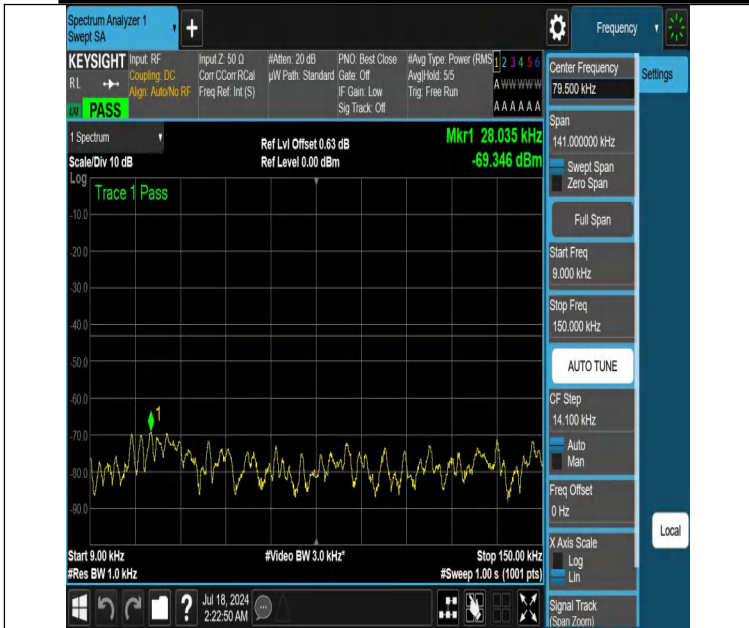 Spectrum Analyzer 1
Swept SA
Frequency
KEYSIGHT
RL
PASS
Input: RF
Coupling: DC
Align: Auto/No RF
Input Z: 50 Ω
Corr CCorr RCal
Freq Ref: Int (S)
#Atten: 20 dB
µW Path: Standard
PNO: Best Close
Gate: Off
IF Gain: Low
Sig Track: Off
#Avg Type: Power (RMS
Avg|Hold: 5/5
Trig: Free Run
1 2 3 4 5 6
A W W W W W
A A A A A A
1 Spectrum
Scale/Div 10 dB
Ref Lvl Offset 0.63 dB
Ref Level 0.00 dBm
Mkr1 28.035 kHz
-69.346 dBm
Log
Trace 1 Pass
-10.0
-20.0
-30.0
-40.0
-50.0
-60.0
1
-70.0
-80.0
-90.0
Start 9.00 kHz
#Res BW 1.0 kHz
#Video BW 3.0 kHz*
Stop 150.00 kHz
#Sweep 1.00 s (1001 pts)
?
Jul 18, 2024
2:22:50 AM
Center Frequency
79.500 kHz
Settings
Span
141.000000 kHz
Swept Span
Zero Span
Full Span
Start Freq
9.000 kHz
Stop Freq
150.000 kHz
AUTO TUNE
CF Step
14.100 kHz
Auto
Man
Freq Offset
0 Hz
Local
X Axis Scale
Log
Lin
Signal Track
(Span Zoom)